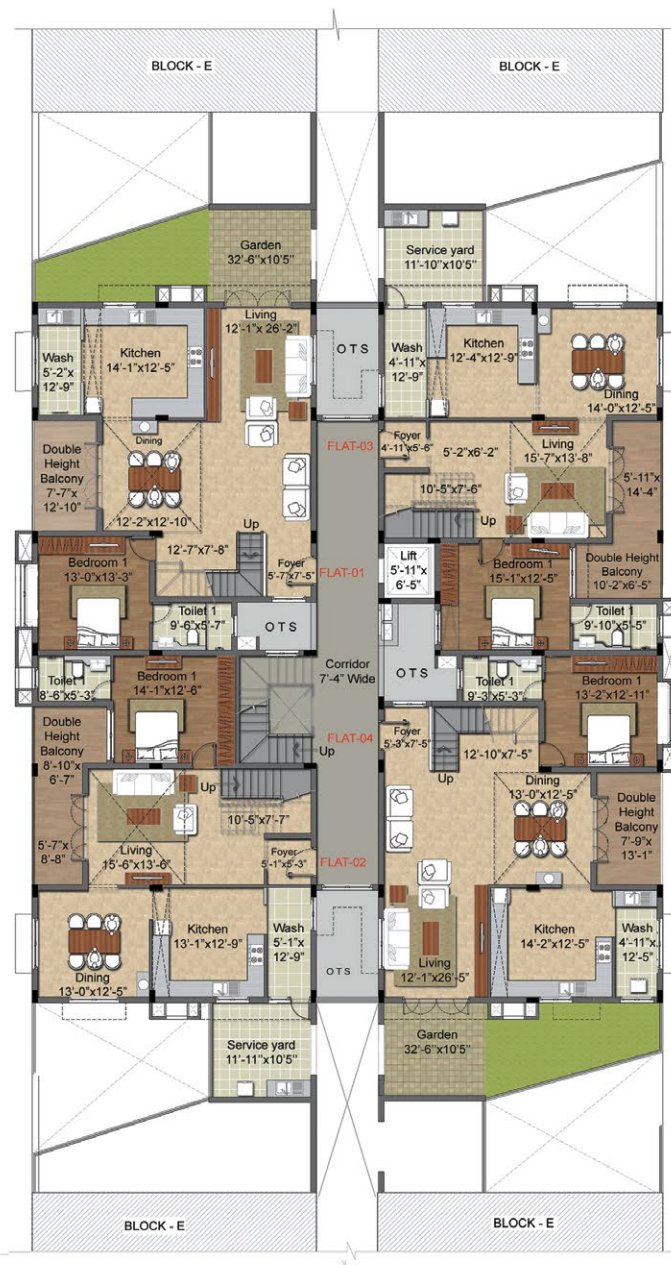 BLOCK - E
BLOCK - E
Garden
32'-6"x10'5"
Service yard
11'-10"x10'5"
Living
12'-1"x 26'-2"
Wash
5'-2"x
12'-9"
Kitchen
14'-1"x12'-5"
OTS
Wash
4'-11"x
12'-9"
Kitchen
12'-4"x12'-9"
Dining
14'-0"x12'-5"
Double
Height
Balcony
7'-7"x
12'-10"
Dining
12'-2"x12'-10"
FLAT-03
Foyer
4'-11"x5'-6"
5'-2"x6'-2"
Living
15'-7"x13'-8"
10'-5"x7'-6"
Up
5'-11"x
14'-4"
Up
12'-7"x7'-8"
Bedroom 1
13'-0"x13'-3"
Foyer
5'-7"x7'-5"
FLAT-01
Lift
5'-11"x
6'-5"
Bedroom 1
15'-1"x12'-5"
Double Height
Balcony
10'-2"x6'-5"
Toilet 1
9'-6"x5'-7"
OTS
Toilet 1
9'-10"x5'-5"
Toilet 1
8'-6"x5'-3"
Bedroom 1
14'-1"x12'-6"
Corridor
7'-4" Wide
OTS
Toilet 1
9'-3"x5'-3"
Bedroom 1
13'-2"x12'-11"
Double
Height
Balcony
8'-10"x
6'-7"
Up
FLAT-04
Foyer
5'-3"x7'-5"
12'-10"x7'-5"
Up
Up
10'-5"x7'-7"
Dining
13'-0"x12'-5"
Double
Height
Balcony
7'-9"x
13'-1"
5'-7"x
8'-8"
Living
15'-6"x13'-6"
Foyer
5'-1"x5'-3"
FLAT-02
Dining
13'-0"x12'-5"
Kitchen
13'-1"x12'-9"
Wash
5'-1"x
12'-9"
OTS
Living
12'-1"x26'-5"
Kitchen
14'-2"x12'-5"
Wash
4'-11"x
12'-5"
Service yard
11'-11"x10'5"
Garden
32'-6"x10'5"
BLOCK - E
BLOCK - E